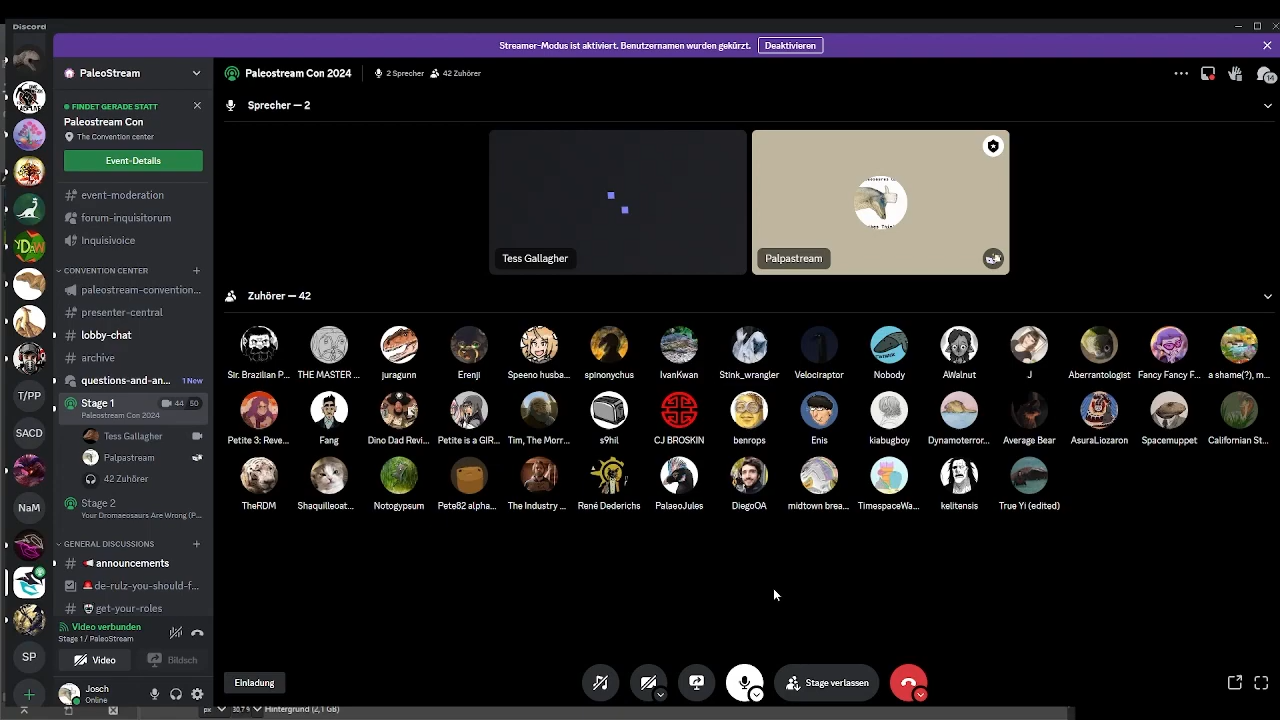 Discord
Streamer-Modus ist aktiviert. Benutzernamen wurden gekürzt.
Deaktivieren
PaleoStream
Paleostream Con 2024
2 Sprecher
42 Zuhörer
14
FINDET GERADE STATT
Paleostream Con
The Convention center
Event-Details
event-moderation
forum-inquisitorum
Inquisivoice
CONVENTION CENTER
paleostream-convention...
presenter-central
lobby-chat
archive
questions-and-an...
1 New
Stage 1
44
50
Paleostream Con 2024
Tess Gallagher
Palpastream
42 Zuhörer
Stage 2
Your Dromaeosaurs Are Wrong (P...
GENERAL DISCUSSIONS
announcements
de-rulz-you-should-f...
get-your-roles
Video verbunden
Stage 1 / PaleoStream
Video
Bildsch
Josch
Online
T/PP
SACD
NaM
SP
Sprecher — 2
Tess Gallagher
Palpastream
Zuhörer — 42
Sir. Brazilian P...
THE MASTER ...
juragunn
Erenji
Speeno husba...
spinonychus
IvanKwan
Stink_wrangler
Velociraptor
Nobody
AWalnut
J
Aberrantologist
Fancy Fancy F...
a shame(?), m...
Petite 3: Reve...
Fang
Dino Dad Revi...
Petite is a GIR...
Tim, The Morr...
s9hil
CJ BROSKIN
benrops
Enis
kiabugboy
Dynamoterror...
Average Bear
AsuraLiozaron
Spacemuppet
Californian St...
TheRDM
Shaquilleoat...
Notogypsum
Pete82 alpha...
The Industry ...
René Dederichs
PalaeoJules
DiegoOA
midtown brea...
TimespaceWa...
kelitensis
True Yi (edited)
Einladung
Stage verlassen
px
30,7 %
Hintergrund (2,1 GB)